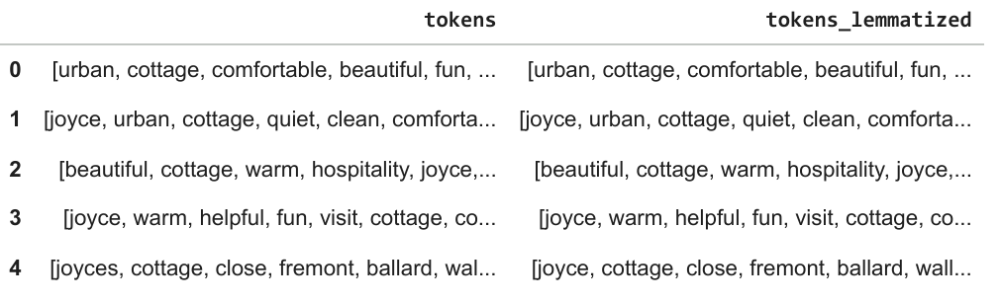 tokens tokens_lemmatized
0 [urban, cottage, comfortable, beautiful, fun, ... [urban, cottage, comfortable, beautiful, fun, ...
1 [joyce, urban, cottage, quiet, clean, comforta... [joyce, urban, cottage, quiet, clean, comforta...
2 [beautiful, cottage, warm, hospitality, joyce,... [beautiful, cottage, warm, hospitality, joyce,...
3 [joyce, warm, helpful, fun, visit, cottage, co... [joyce, warm, helpful, fun, visit, cottage, co...
4 [joyces, cottage, close, fremont, ballard, wal... [joyce, cottage, close, fremont, ballard, wall...